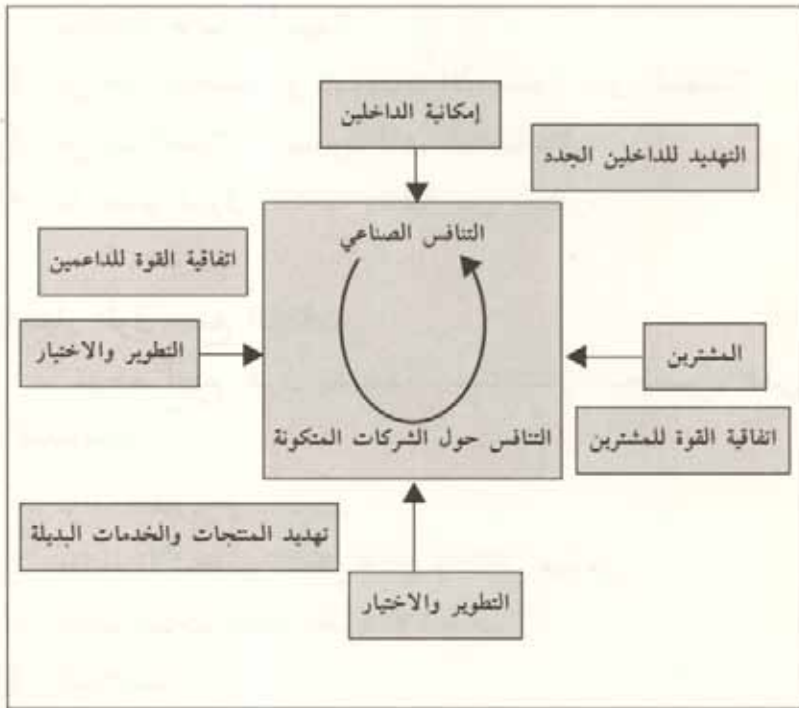 إمكانية الداخلين
التهديد للداخلين الجدد
التنافس الصناعي
اتفاقية القوة للداعمين
التطوير والاختيار
المشترين
التنافس حول الشركات المتكونة
اتفاقية القوة للمشترين
تهديد المنتجات والخدمات البديلة
التطوير والاختيار